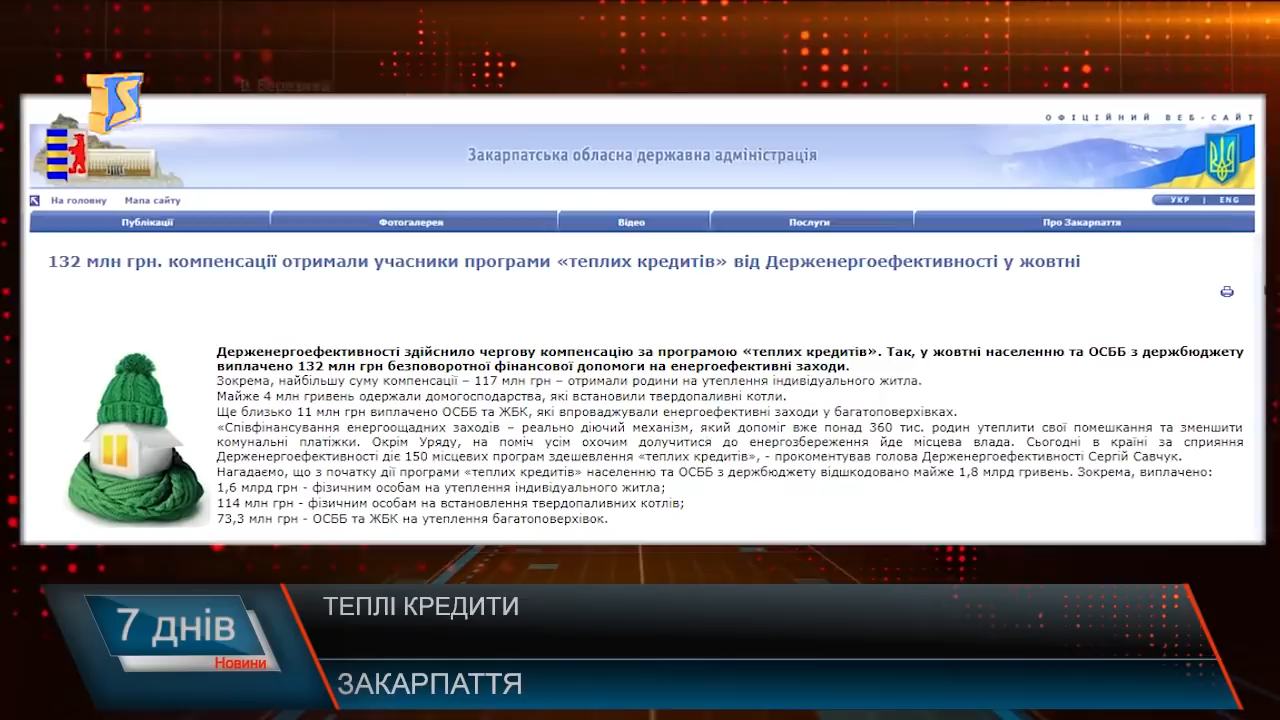 ОФІЦІЙНИЙ ВЕБ-САЙТ
Закарпатська обласна державна адміністрація
На головну Мапа сайту
УКР | ENG
Публікації Фотогалерея Відео Послуги Про Закарпаття
132 млн грн. компенсації отримали учасники програми «теплих кредитів» від Держенергоефективності у жовтні
Держенергоефективності здійснило чергову компенсацію за програмою «теплих кредитів». Так, у жовтні населенню та ОСББ з держбюджету
виплачено 132 млн грн безповоротної фінансової допомоги на енергоефективні заходи.
Зокрема, найбільшу суму компенсації – 117 млн грн – отримали родини на утеплення індивідуального житла.
Майже 4 млн гривень одержали домогосподарства, які встановили твердопаливні котли.
Ще близько 11 млн грн виплачено ОСББ та ЖБК, які впроваджували енергоефективні заходи у багатоповерхівках.
«Співфінансування енергоощадних заходів – реально діючий механізм, який допоміг вже понад 360 тис. родин утеплити свої помешкання та зменшити
комунальні платіжки. Окрім Уряду, на поміч усім охочим долучитися до енергозбереження йде місцева влада. Сьогодні в країні за сприяння
Держенергоефективності діє 150 місцевих програм здешевлення «теплих кредитів», - прокоментував голова Держенергоефективності Сергій Савчук.
Нагадаємо, що з початку дії програми «теплих кредитів» населенню та ОСББ з держбюджету відшкодовано майже 1,8 млрд гривень. Зокрема, виплачено:
1,6 млрд грн - фізичним особам на утеплення індивідуального житла;
114 млн грн - фізичним особам на встановлення твердопаливних котлів;
73,3 млн грн - ОСББ та ЖБК на утеплення багатоповерхівок.
7 днів
Новини
ТЕПЛІ КРЕДИТИ
ЗАКАРПАТТЯ